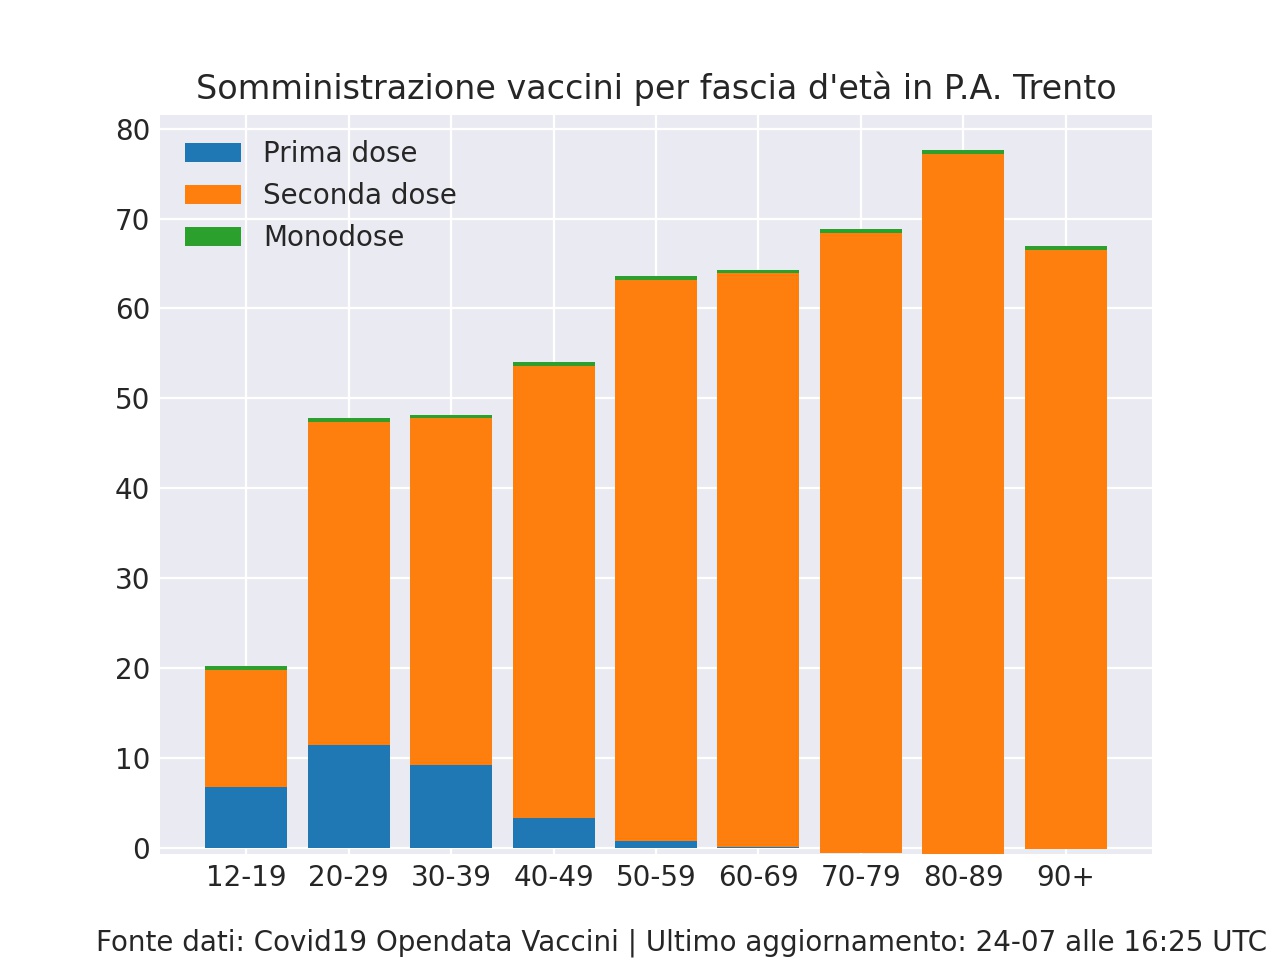 Somministrazione vaccini per fascia d'età in P.A. Trento
80
70
60
50
40
30
20
10
0
Prima dose
Seconda dose
Monodose
12-19 20-29 30-39 40-49 50-59 60-69 70-79 80-89 90+
Fonte dati: Covid19 Opendata Vaccini | Ultimo aggiornamento: 24-07 alle 16:25 UTC